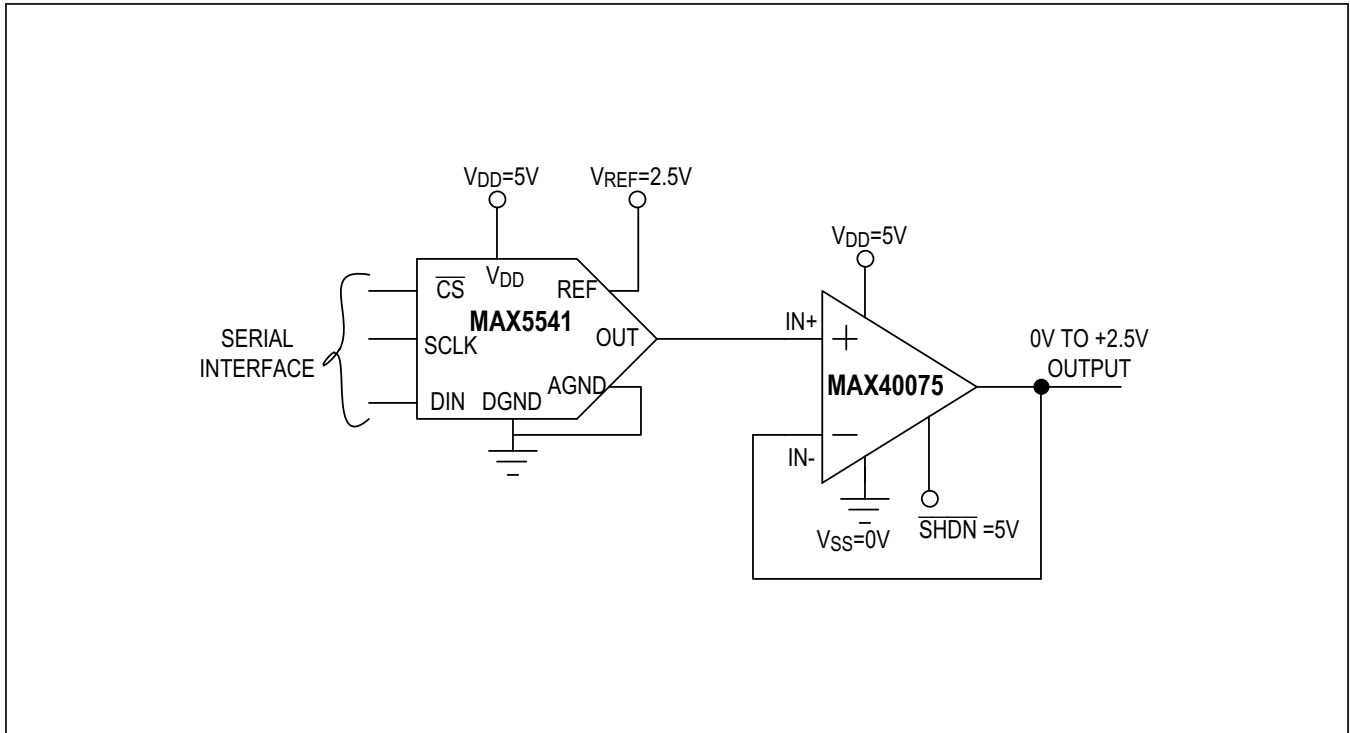 VDD=5V
VREF=2.5V
VDD=5V
SERIAL
INTERFACE
CS
VDD
REF
MAX5541
SCLK
OUT
AGND
DIN
DGND
IN+
+
MAX40075
−
IN-
VSS=0V
SHDN =5V
0V TO +2.5V
OUTPUT